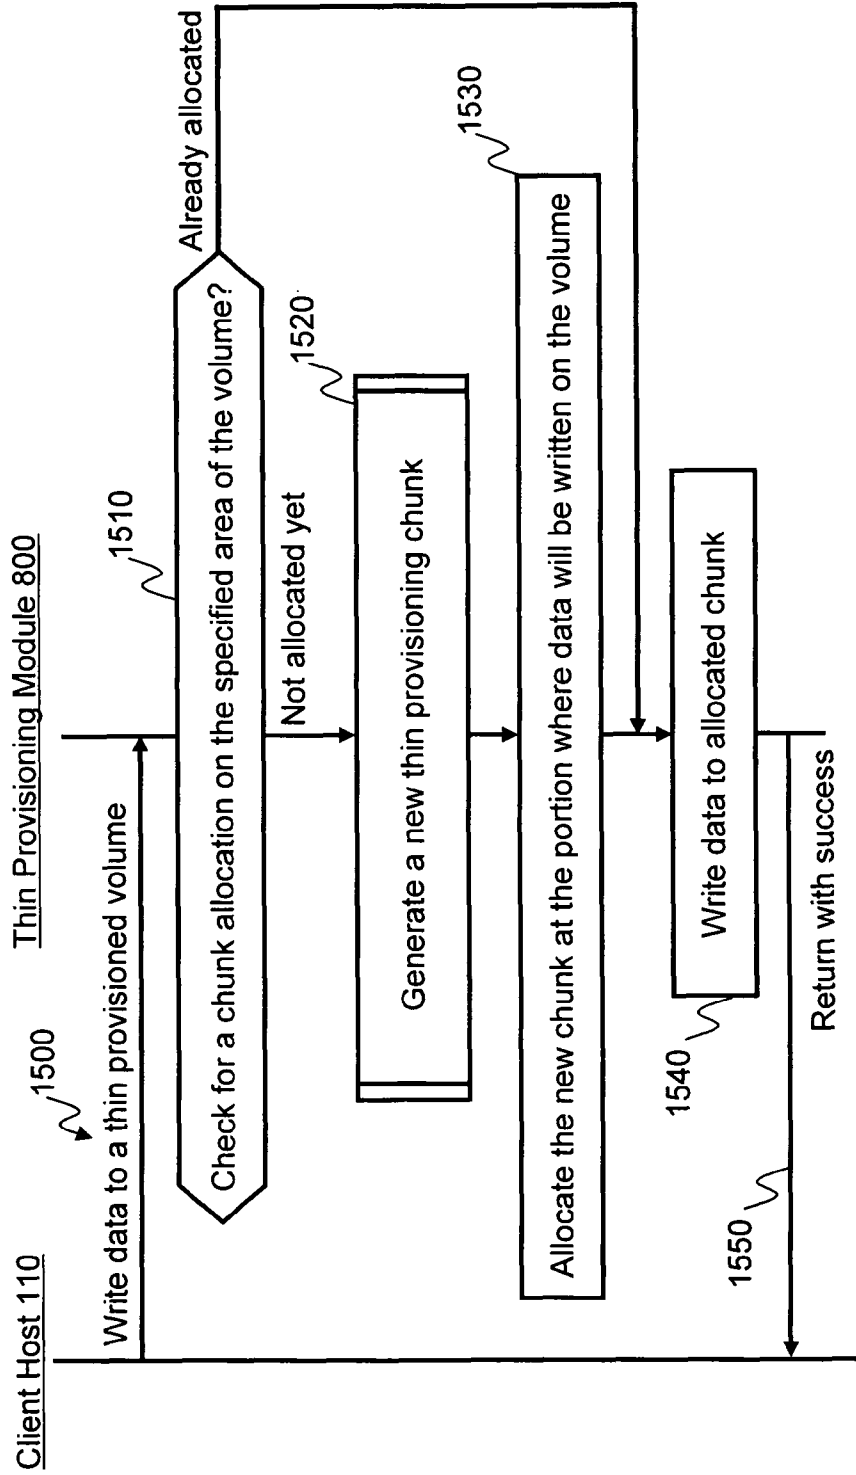 Client Host 110
Thin Provisioning Module 800
1500
Write data to a thin provisioned volume
1510
Check for a chunk allocation on the specified area of the volume?
Already allocated
Not allocated yet
1520
Generate a new thin provisioning chunk
1530
Allocate the new chunk at the portion where data will be written on the volume
1540
Write data to allocated chunk
1550
Return with success